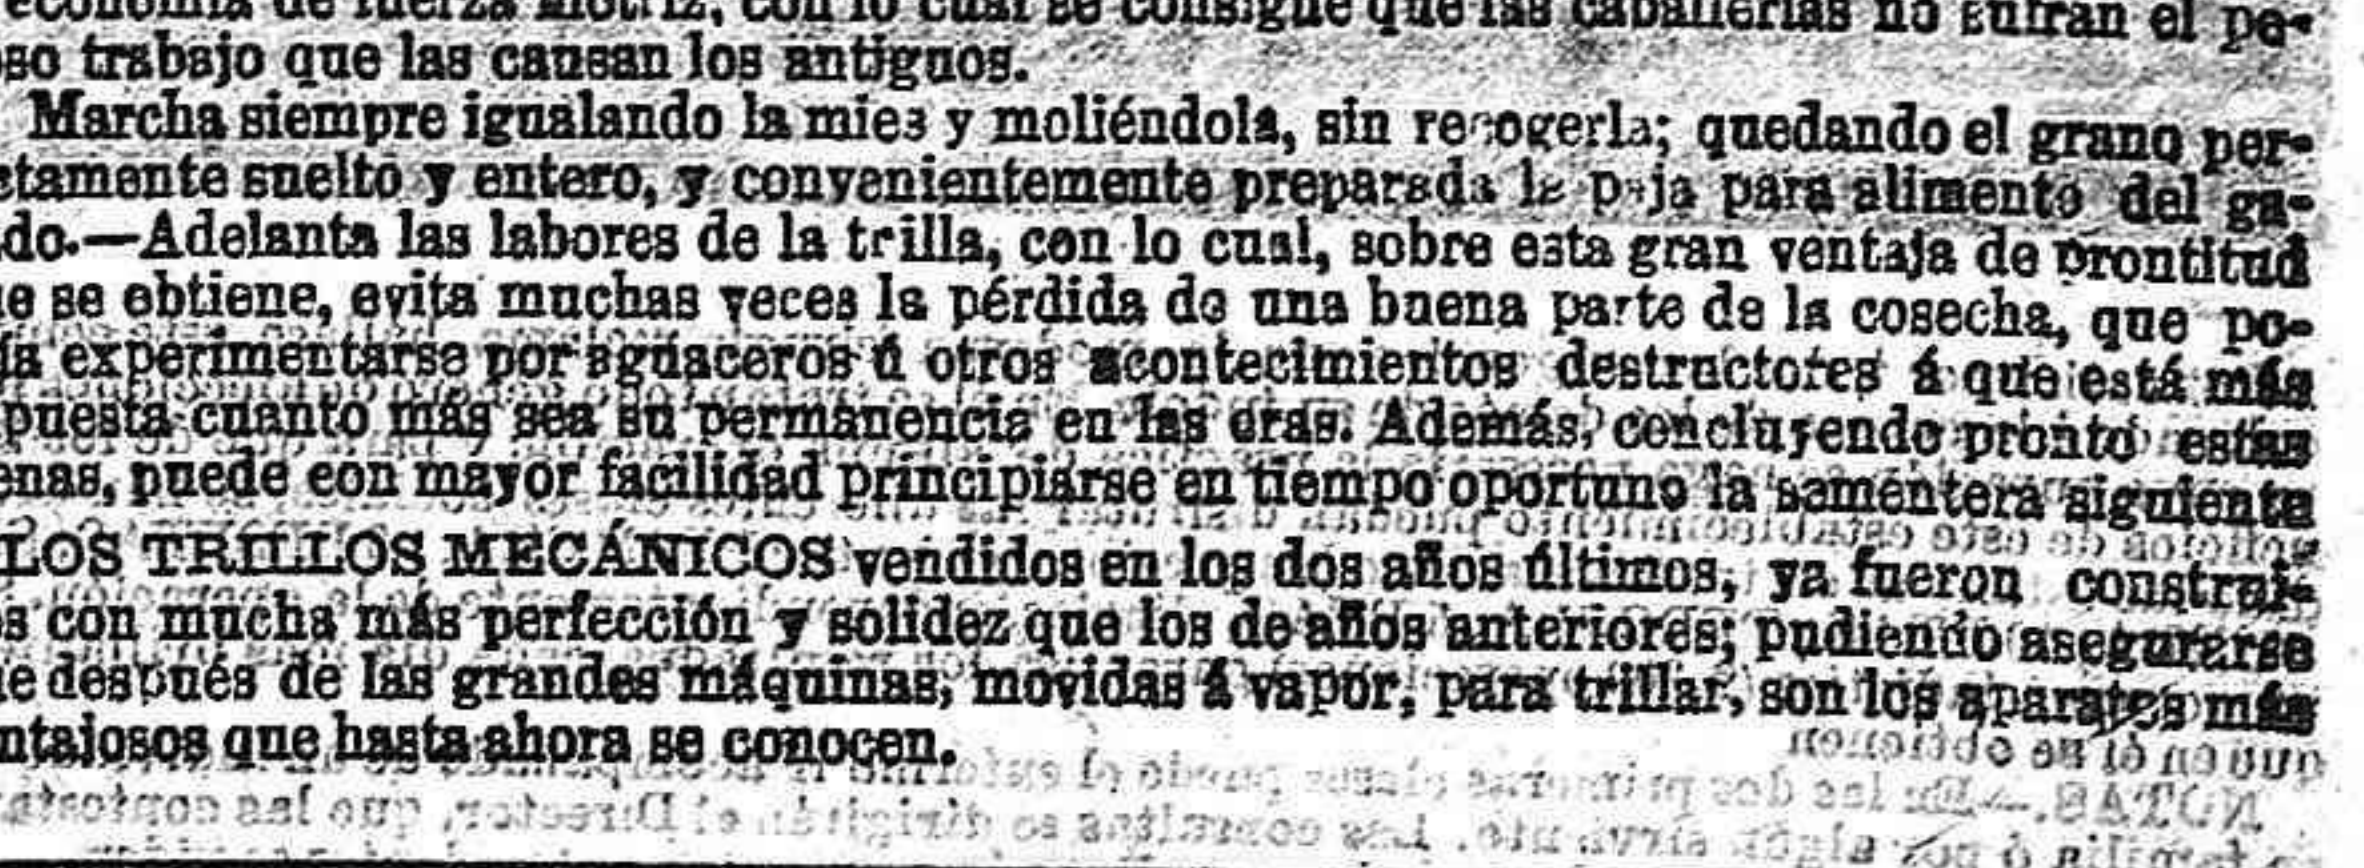 economía de fuerza motriz, con lo cual se consigue que las caballerías no sufran el pe-
oso trabajo que las causan los antiguos.
Marcha siempre igualando la mies y moliéndola, sin recogerla; quedando el grano per-
ctamente suelto y entero, y convenientemente preparada la paja para alimento del ga-
do.—Adelanta las labores de la trilla, con lo cual, sobre esta gran ventaja de prontitud
ue se obtiene, evita muchas veces la pérdida de una buena parte de la cosecha, que po-
ía experimentarse por aguaceros ú otros acontecimientos destructores á que está más
puesta cuanto más sea su permanencia en las eras. Además, concluyendo pronto estas
enas, puede con mayor facilidad principiarse en tiempo oportuno la sementera siguiente
LOS TRILLOS MECÁNICOS vendidos en los dos años últimos, ya fueron construi-
os con mucha más perfección y solidez que los de años anteriores; pudiendo asegurarse
ue después de las grandes máquinas, movidas á vapor, para trillar, son los aparatos más
ntajosos que hasta ahora se conocen.